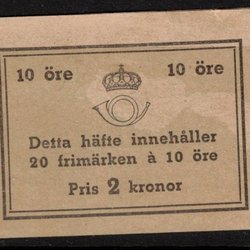 10 öre 10 öre
Detta häfte innehåller
20 frimärken à 10 öre
Pris 2 kronor